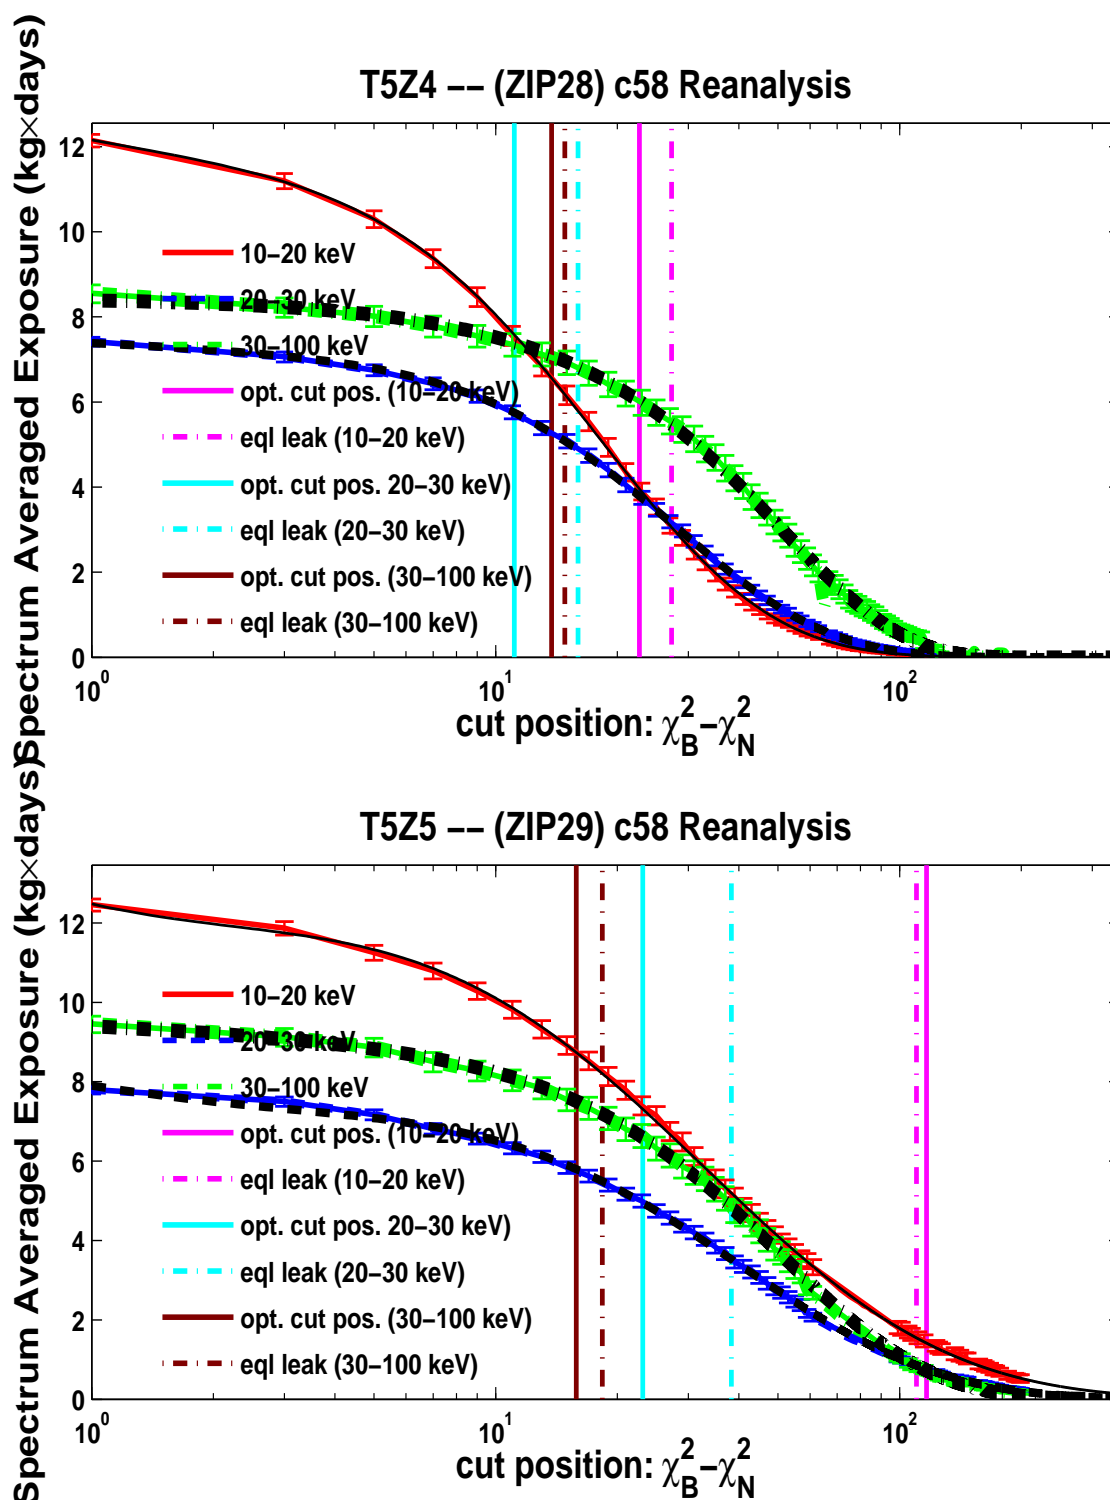 T5Z4 −− (ZIP28) c58 Reanalysis
Spectrum Averaged Exposure (kg×days)
12
10
8
6
4
2
0
10–20 keV
20–30 keV
30–100 keV
opt. cut pos. (10–20 keV)
eql leak (10–20 keV)
opt. cut pos. 20–30 keV)
eql leak (20–30 keV)
opt. cut pos. (30–100 keV)
eql leak (30–100 keV)
10^0 10^1 10^2
cut position: χ_B^2−χ_N^2
T5Z5 −− (ZIP29) c58 Reanalysis
Spectrum Averaged Exposure (kg×days)
12
10
8
6
4
2
0
10–20 keV
20–30 keV
30–100 keV
opt. cut pos. (10–20 keV)
eql leak (10–20 keV)
opt. cut pos. 20–30 keV)
eql leak (20–30 keV)
opt. cut pos. (30–100 keV)
eql leak (30–100 keV)
10^0 10^1 10^2
cut position: χ_B^2−χ_N^2